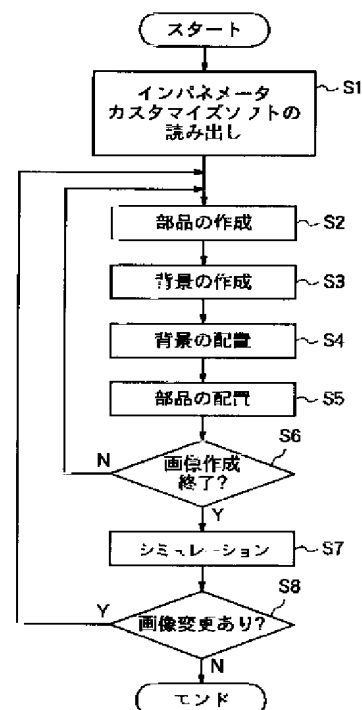 スタート
インパネメータ
カスタマイズソフトの
読み出し
S1
部品の作成
S2
背景の作成
S3
背景の配置
S4
部品の配置
S5
S6
画像作成
終了?
N
Y
シミュレーション
S7
S8
画像変更あり?
Y
N
エンド